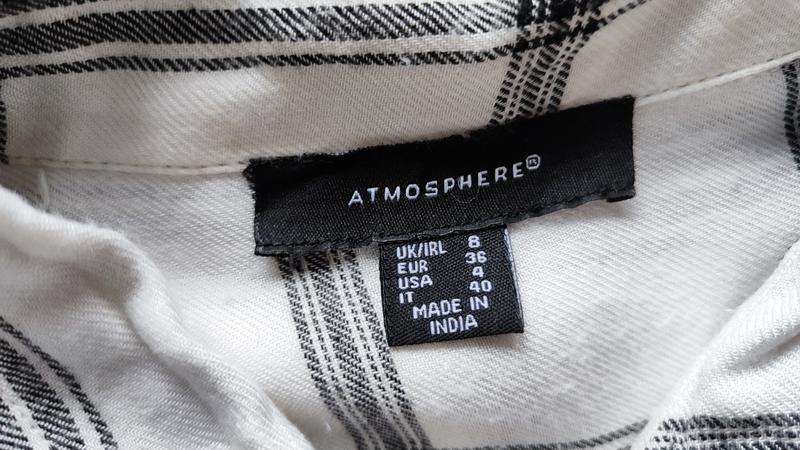 ATMOSPHERE®
UK/IRL 8
EUR 36
USA 4
IT 40
MADE IN
INDIA